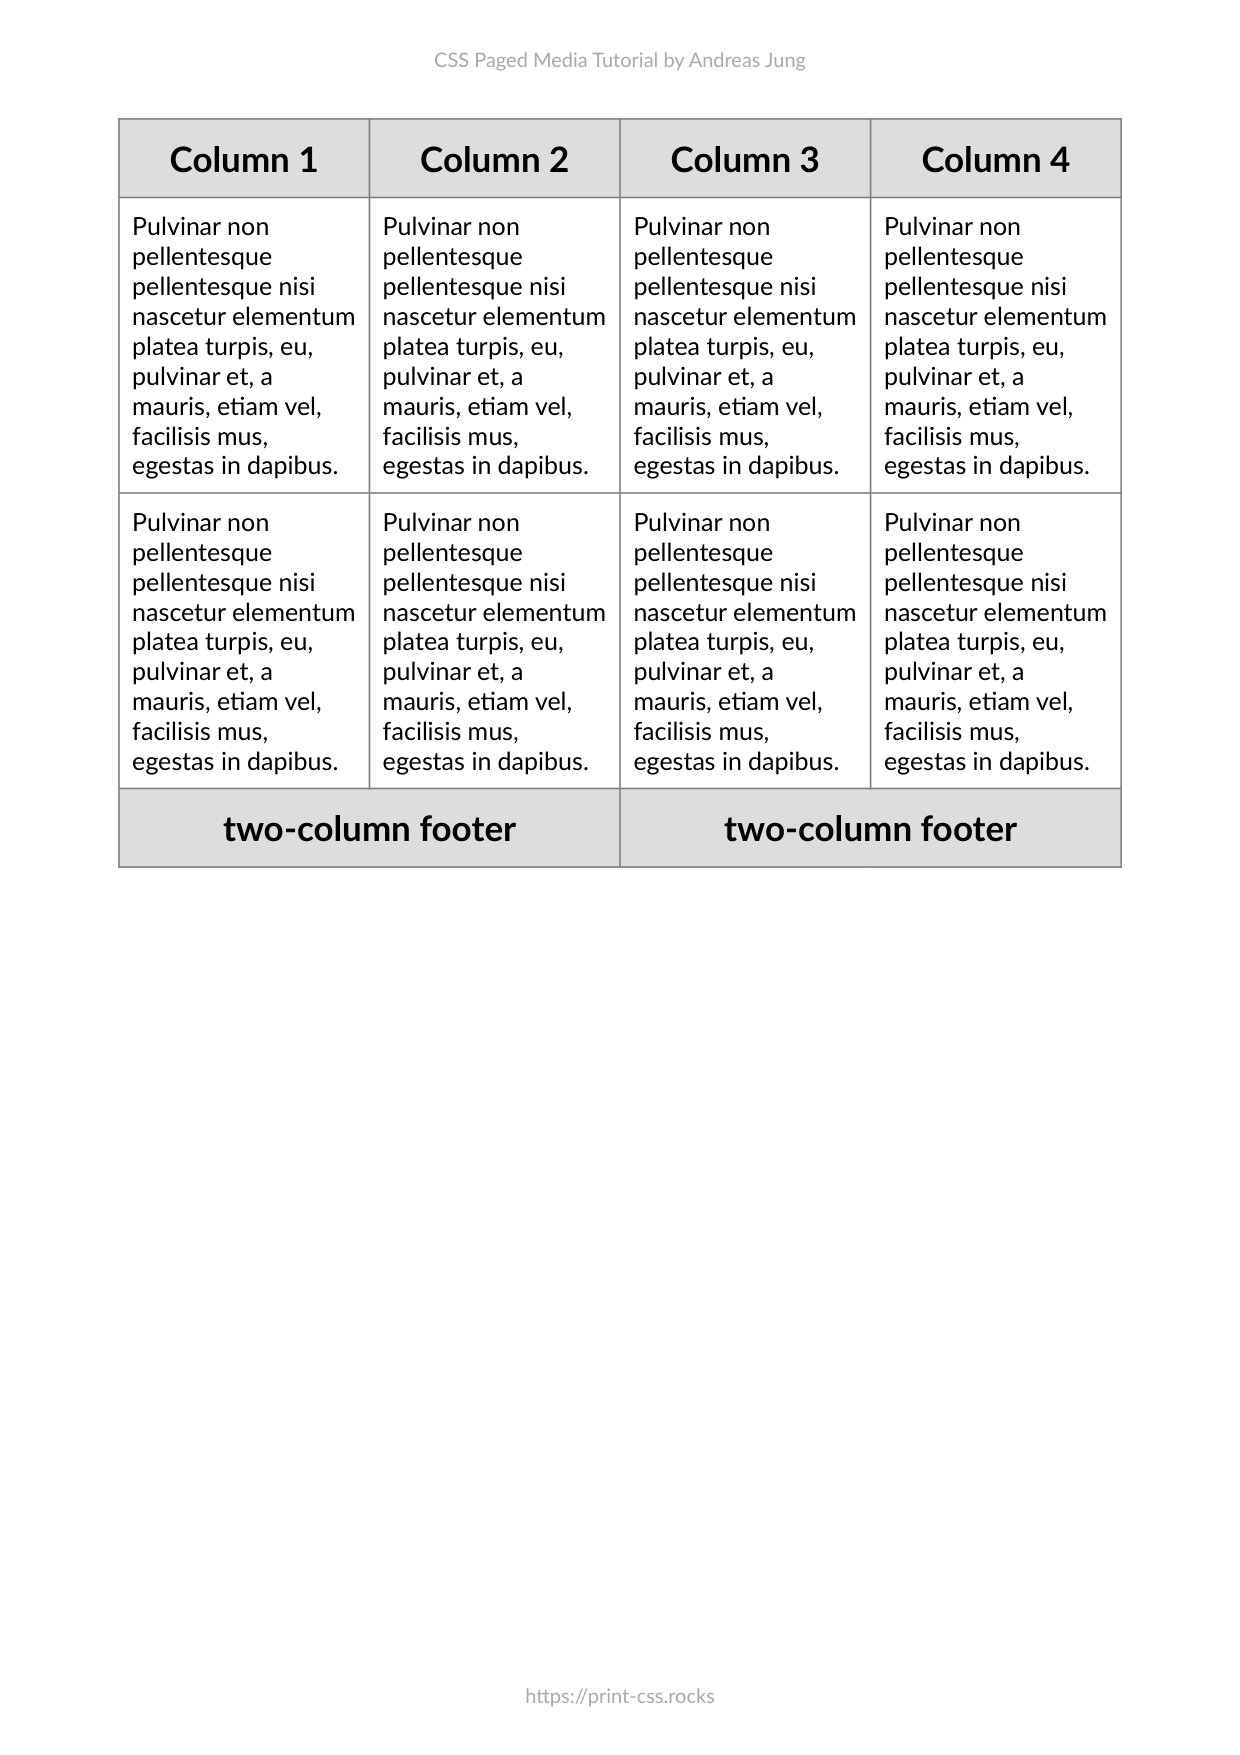 CSS Paged Media Tutorial by Andreas Jung
Column 1 Column 2 Column 3 Column 4
Pulvinar non
pellentesque
pellentesque nisi
nascetur elementum
platea turpis, eu,
pulvinar et, a
mauris, etiam vel,
facilisis mus,
egestas in dapibus.
Pulvinar non
pellentesque
pellentesque nisi
nascetur elementum
platea turpis, eu,
pulvinar et, a
mauris, etiam vel,
facilisis mus,
egestas in dapibus.
Pulvinar non
pellentesque
pellentesque nisi
nascetur elementum
platea turpis, eu,
pulvinar et, a
mauris, etiam vel,
facilisis mus,
egestas in dapibus.
Pulvinar non
pellentesque
pellentesque nisi
nascetur elementum
platea turpis, eu,
pulvinar et, a
mauris, etiam vel,
facilisis mus,
egestas in dapibus.
Pulvinar non
pellentesque
pellentesque nisi
nascetur elementum
platea turpis, eu,
pulvinar et, a
mauris, etiam vel,
facilisis mus,
egestas in dapibus.
Pulvinar non
pellentesque
pellentesque nisi
nascetur elementum
platea turpis, eu,
pulvinar et, a
mauris, etiam vel,
facilisis mus,
egestas in dapibus.
Pulvinar non
pellentesque
pellentesque nisi
nascetur elementum
platea turpis, eu,
pulvinar et, a
mauris, etiam vel,
facilisis mus,
egestas in dapibus.
Pulvinar non
pellentesque
pellentesque nisi
nascetur elementum
platea turpis, eu,
pulvinar et, a
mauris, etiam vel,
facilisis mus,
egestas in dapibus.
two-column footer two-column footer
https://print-css.rocks